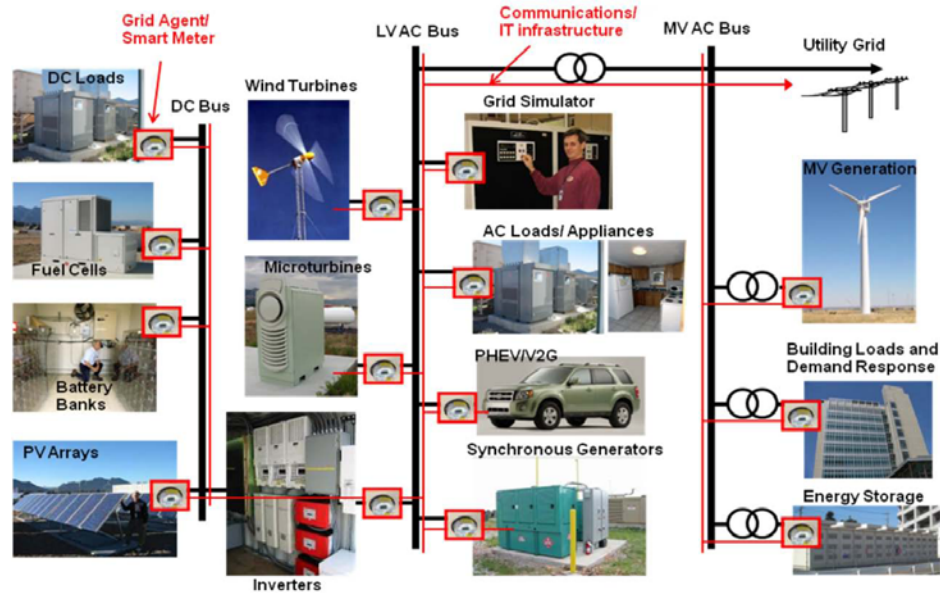 Grid Agent/
Smart Meter
LV AC Bus
Communications/
IT infrastructure
MV AC Bus
Utility Grid
DC Loads
DC Bus
Wind Turbines
Grid Simulator
MV Generation
Fuel Cells
Microturbines
AC Loads/ Appliances
Battery
Banks
PHEV/V2G
Building Loads and
Demand Response
PV Arrays
Synchronous Generators
Energy Storage
Inverters